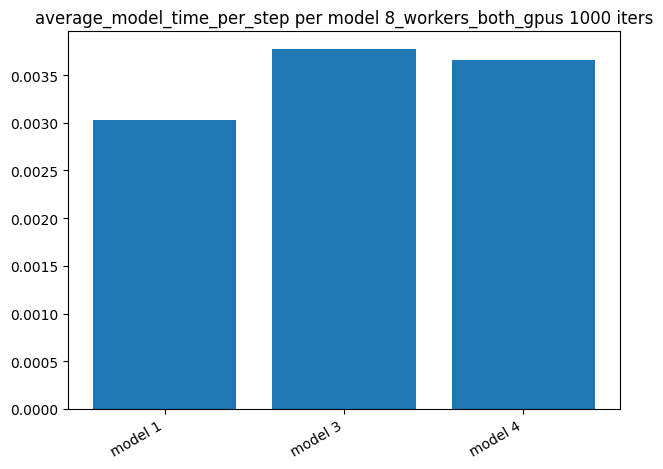 average_model_time_per_step per model 8_workers_both_gpus 1000 iters
0.0035
0.0030
0.0025
0.0020
0.0015
0.0010
0.0005
0.0000
model 1
model 3
model 4